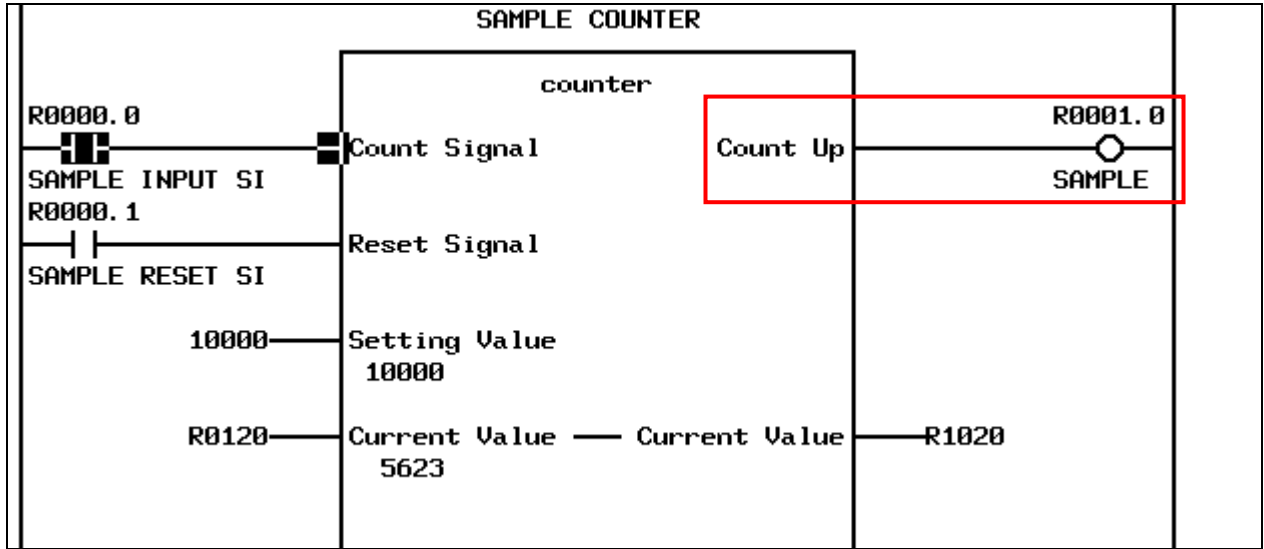 SAMPLE COUNTER
counter
R0000.0
Count Signal
Count Up
R0001.0
SAMPLE INPUT SI
SAMPLE
R0000.1
Reset Signal
SAMPLE RESET SI
10000 Setting Value
10000
R0120 Current Value Current Value R1020
5623